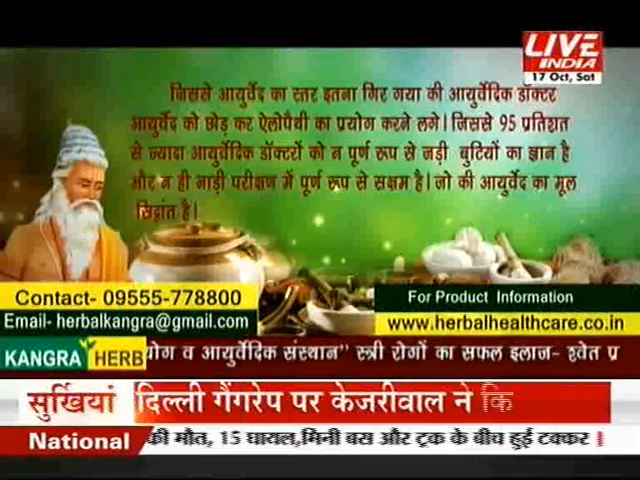 LIVE
INDIA
17 Oct, Sat
जिससे आयुर्वेद का स्तर इतना गिर गया की आयुर्वेदिक डॉक्टर
आयुर्वेद को छोड़ कर ऐलोपैथी का प्रयोग करने लगे। जिससे 95 प्रतिशत
से ज्यादा आयुर्वेदिक डॉक्टरों को न पूर्ण रूप से जड़ी बुटियों का ज्ञान है
और न ही नाड़ी परीक्षण में पूर्ण रूप से सक्षम है। जो की आयुर्वेद का मूल
सिद्वांत है।
Contact- 09555-778800
Email- herbalkangra@gmail.com
For Product Information
www.herbalhealthcare.co.in
KANGRA HERB
योग व आयुर्वेदिक संस्थान" स्त्री रोगों का सफल इलाज- श्वेत प्र
सुर्खियां दिल्ली गैंगरेप पर केजरीवाल ने कि
National की मौत, 15 घायल,मिनी बस और ट्रक के बीच हुई टक्कर।